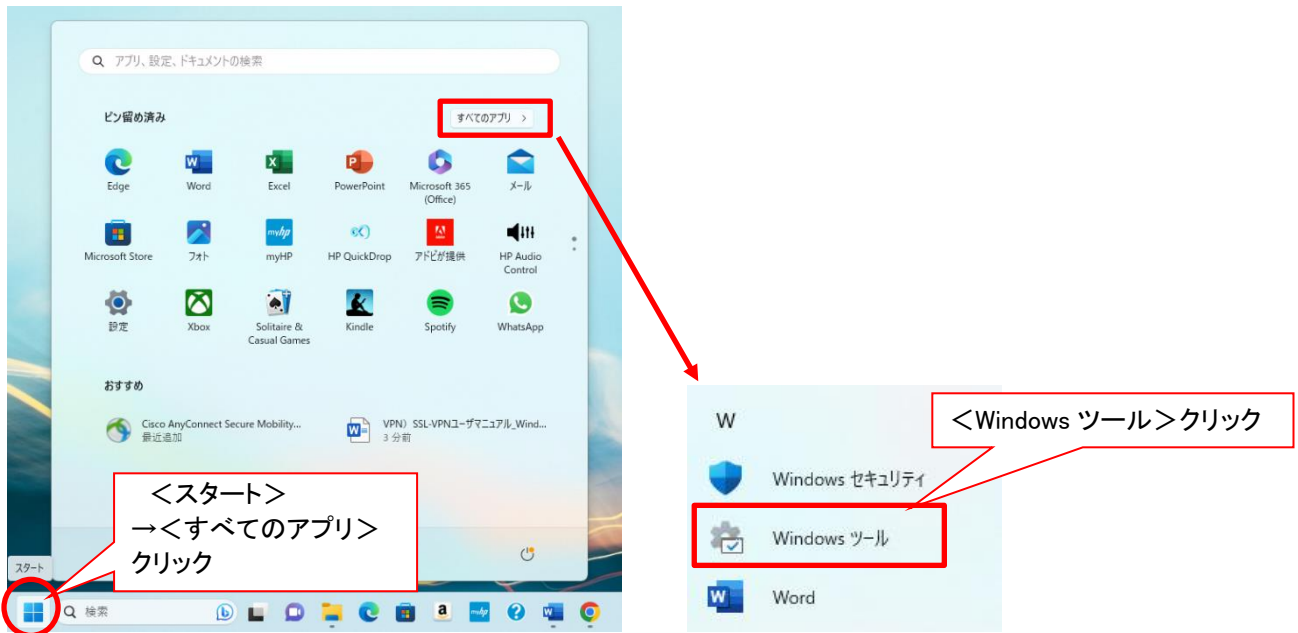 アプリ、設定、ドキュメントの検索
ピン留め済み
すべてのアプリ >
Edge
Word
Excel
PowerPoint
Microsoft 365
(Office)
メール
Microsoft Store
フォト
myHP
HP QuickDrop
アドビが提供
HP Audio
Control
設定
Xbox
Solitaire &
Casual Games
Kindle
Spotify
WhatsApp
おすすめ
Cisco AnyConnect Secure Mobility...
最近追加
VPN）SSL-VPNユーザマニュアル_Wind...
3 分前
＜スタート＞
→＜すべてのアプリ＞
クリック
スタート
検索
W
＜Windows ツール＞クリック
Windows セキュリティ
Windows ツール
Word